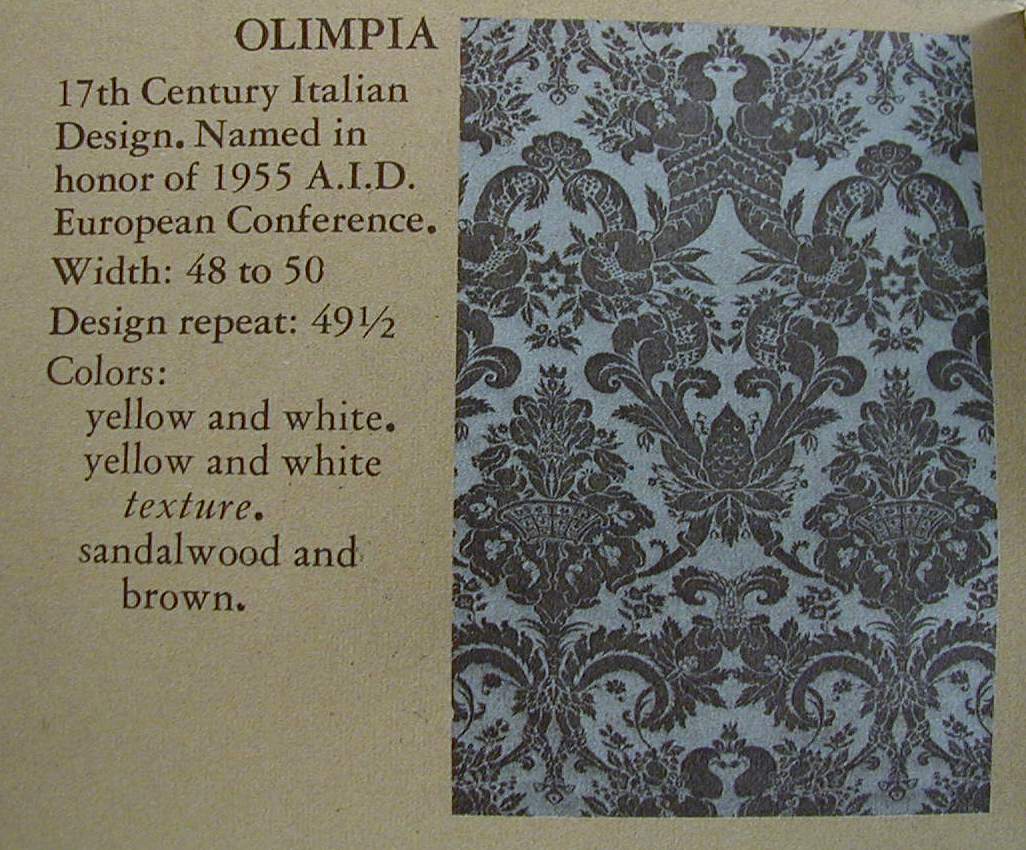 OLIMPIA
17th Century Italian
Design. Named in
honor of 1955 A.I.D.
European Conference.
Width: 48 to 50
Design repeat: 49½
Colors:
yellow and white.
yellow and white
texture.
sandalwood and
brown.